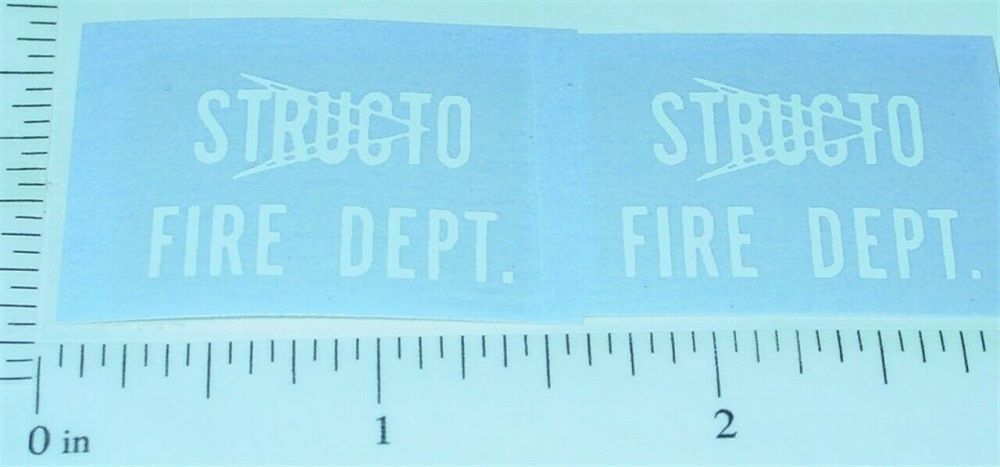 STRUCTO
FIRE DEPT.
STRUCTO
FIRE DEPT.
0 in
1
2